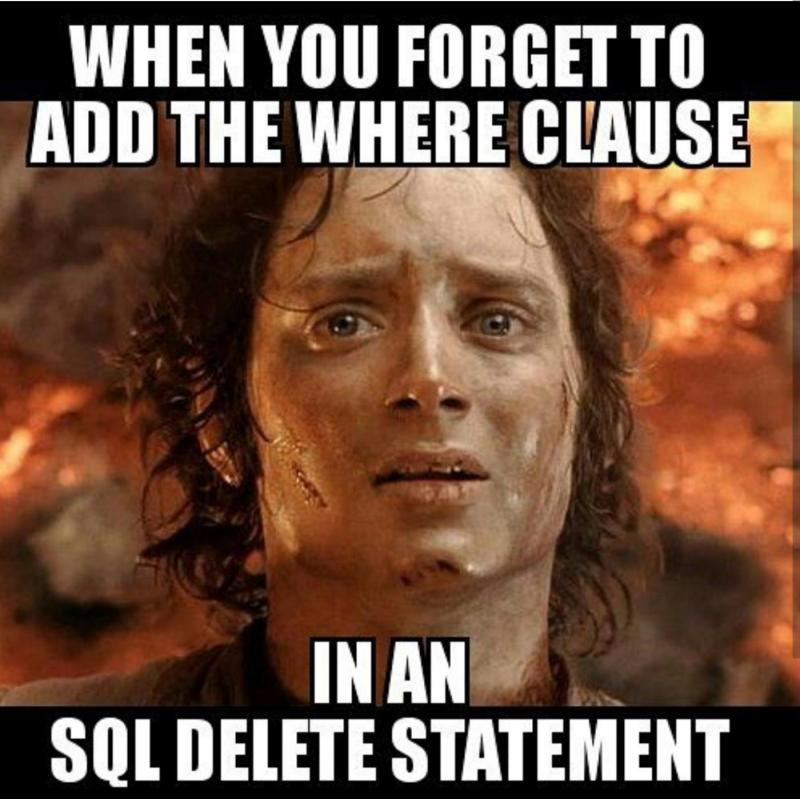 WHEN YOU FORGET TO
ADD THE WHERE CLAUSE
IN AN
SQL DELETE STATEMENT